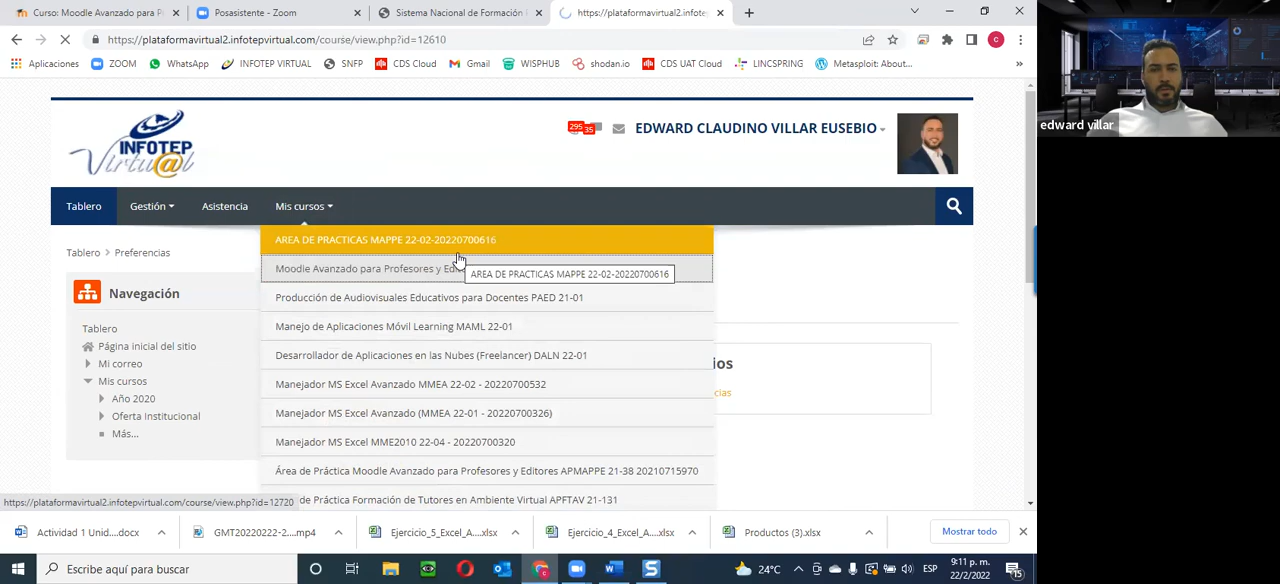 Curso: Moodle Avanzado para P
Posasistente - Zoom
Sistema Nacional de Formación
https://plataformavirtual2.infote
https://plataformavirtual2.infotepvirtual.com/course/view.php?id=12610
Aplicaciones
ZOOM
WhatsApp
INFOTEP VIRTUAL
SNFP
CDS Cloud
Gmail
WISPHUB
shodan.io
CDS UAT Cloud
LINCSPRING
Metasploit: About...
edward villar
INFOTEP
Virtu@l
295
35
EDWARD CLAUDINO VILLAR EUSEBIO
Tablero
Gestión
Asistencia
Mis cursos
AREA DE PRACTICAS MAPPE 22-02-20220700616
Moodle Avanzado para Profesores y
AREA DE PRACTICAS MAPPE 22-02-20220700616
Producción de Audiovisuales Educativos para Docentes PAED 21-01
Manejo de Aplicaciones Móvil Learning MAML 22-01
Desarrollador de Aplicaciones en las Nubes (Freelancer) DALN 22-01
Manejador MS Excel Avanzado MMEA 22-02 - 20220700532
Manejador MS Excel Avanzado (MMEA 22-01 - 20220700326)
Manejador MS Excel MME2010 22-04 - 20220700320
Área de Práctica Moodle Avanzado para Profesores y Editores APMAPPE 21-38 20210715970
de Práctica Formación de Tutores en Ambiente Virtual APFTAV 21-131
Tablero > Preferencias
Navegación
Tablero
Página inicial del sitio
Mi correo
Mis cursos
Año 2020
Oferta Institucional
Más...
ios
cias
https://plataformavirtual2.infotepvirtual.com/course/view.php?id=12720
Actividad 1 Unid....docx
GMT20220222-2....mp4
Ejercicio_5_Excel_A....xlsx
Ejercicio_4_Excel_A....xlsx
Productos (3).xlsx
Mostrar todo
Escribe aquí para buscar
24°C
ESP
9:11 p. m.
22/2/2022
15